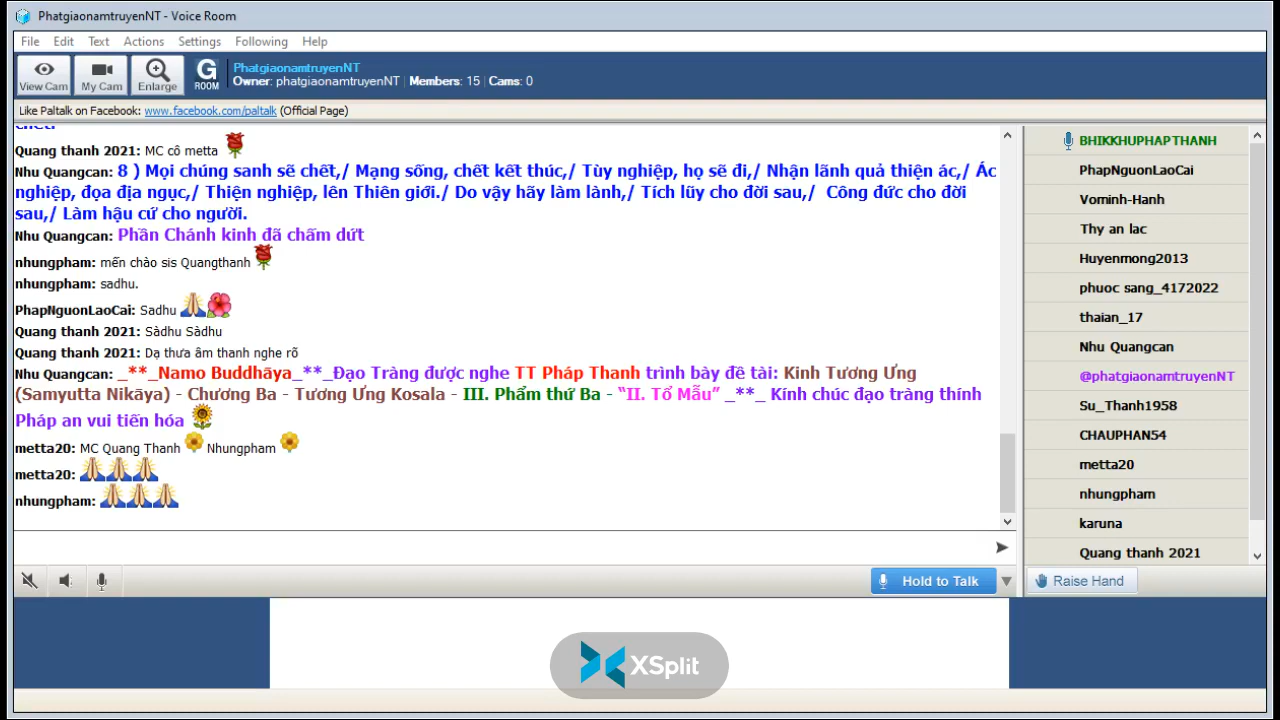 PhatgiaonamtruyenNT - Voice Room
File Edit Text Actions Settings Following Help
View Cam My Cam Enlarge G ROOM
PhatgiaonamtruyenNT
Owner: phatgiaonamtruyenNT | Members: 15 | Cams: 0
Like Paltalk on Facebook: www.facebook.com/paltalk (Official Page)
chết.
Quang thanh 2021: MC cô metta
Nhu Quangcan: 8 ) Mọi chúng sanh sẽ chết,/ Mạng sống, chết kết thúc,/ Tùy nghiệp, họ sẽ đi,/ Nhận lãnh quả thiện ác,/ Ác
nghiệp, đọa địa ngục,/ Thiện nghiệp, lên Thiên giới./ Do vậy hãy làm lành,/ Tích lũy cho đời sau,/ Công đức cho đời
sau,/ Làm hậu cứ cho người.
Nhu Quangcan: Phần Chánh kinh đã chấm dứt
nhungpham: mến chào sis Quangthanh
nhungpham: sadhu.
PhapNguonLaoCai: Sadhu
Quang thanh 2021: Sàdhu Sàdhu
Quang thanh 2021: Dạ thưa âm thanh nghe rõ
Nhu Quangcan: _**_Namo Buddhāya_**_Đạo Tràng được nghe TT Pháp Thanh trình bày đề tài: Kinh Tương Ưng
(Samyutta Nikāya) - Chương Ba - Tương Ưng Kosala - III. Phẩm thứ Ba - “II. Tổ Mẫu” _**_ Kính chúc đạo tràng thính
Pháp an vui tiến hóa
metta20: MC Quang Thanh Nhungpham
metta20:
nhungpham:
Hold to Talk
BHIKKHUPHAPTHANH
PhapNguonLaoCai
Vominh-Hanh
Thy an lac
Huyenmong2013
phuoc sang_4172022
thaian_17
Nhu Quangcan
@phatgiaonamtruyenNT
Su_Thanh1958
CHAUPHAN54
metta20
nhungpham
karuna
Quang thanh 2021
Raise Hand
XSplit